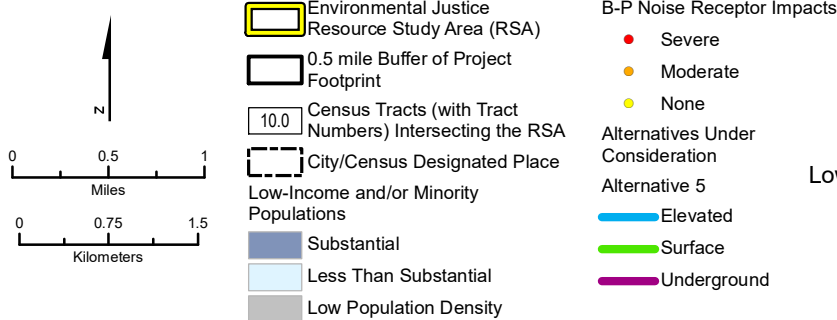 N
0 0.5 1
Miles
0 0.75 1.5
Kilometers
Environmental Justice
Resource Study Area (RSA)
0.5 mile Buffer of Project
Footprint
10.0
Census Tracts (with Tract
Numbers) Intersecting the RSA
City/Census Designated Place
Low-Income and/or Minority
Populations
Substantial
Less Than Substantial
Low Population Density
B-P Noise Receptor Impacts
Severe
Moderate
None
Alternatives Under
Consideration
Alternative 5
Elevated
Surface
Underground